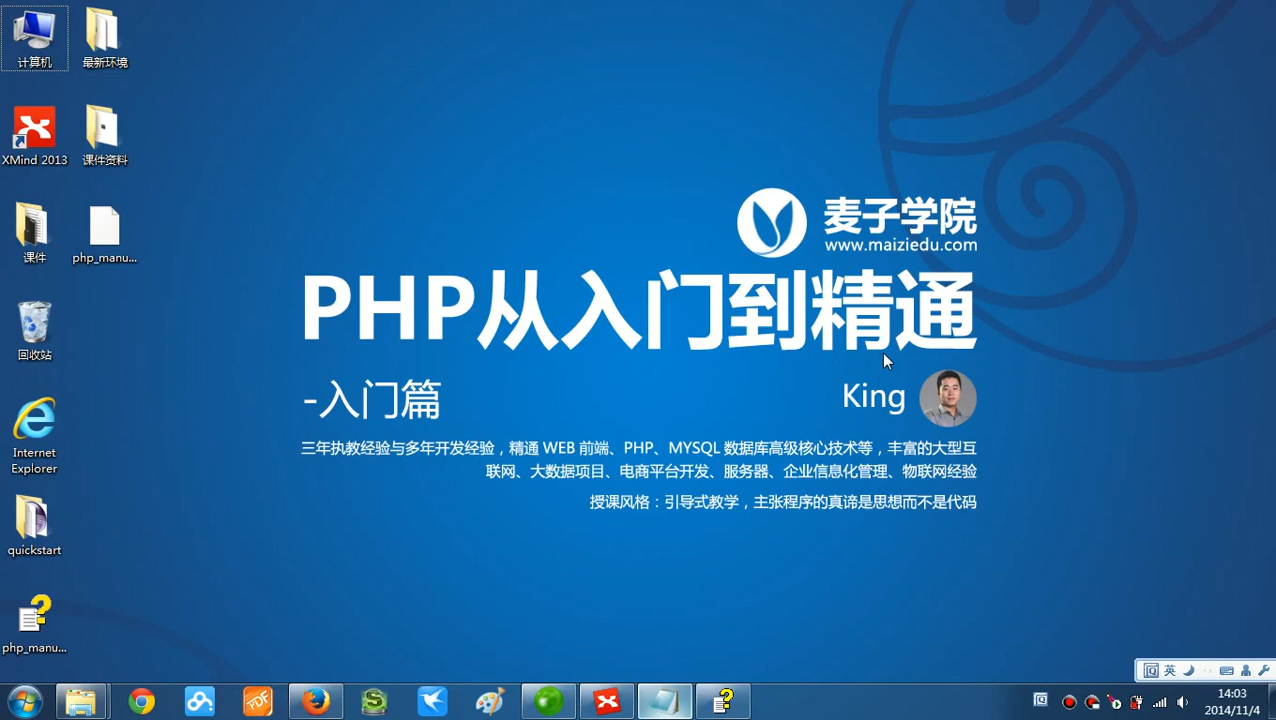 计算机
最新环境
XMind 2013
课件资料
课件
php_manu...
回收站
Internet
Explorer
quickstart
php_manu...
麦子学院
www.maiziedu.com
PHP从入门到精通
-入门篇
King
三年执教经验与多年开发经验，精通 WEB 前端、PHP、MYSQL 数据库高级核心技术等，丰富的大型互
联网、大数据项目、电商平台开发、服务器、企业信息化管理、物联网经验
授课风格：引导式教学，主张程序的真谛是思想而不是代码
PDF
英
14:03
2014/11/4